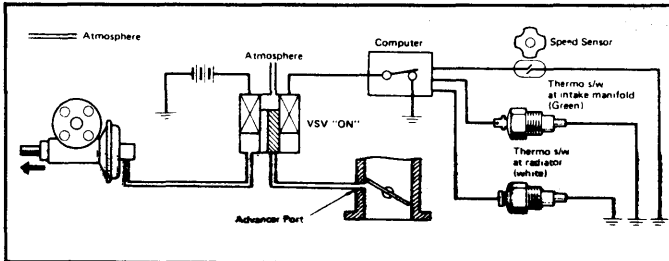 Atmosphere
Atmosphere
Computer
Speed Sensor
Thermo s/w
at intake manifold
(Green)
VSV "ON"
Thermo s/w
at radiator
(white)
Advancer Port